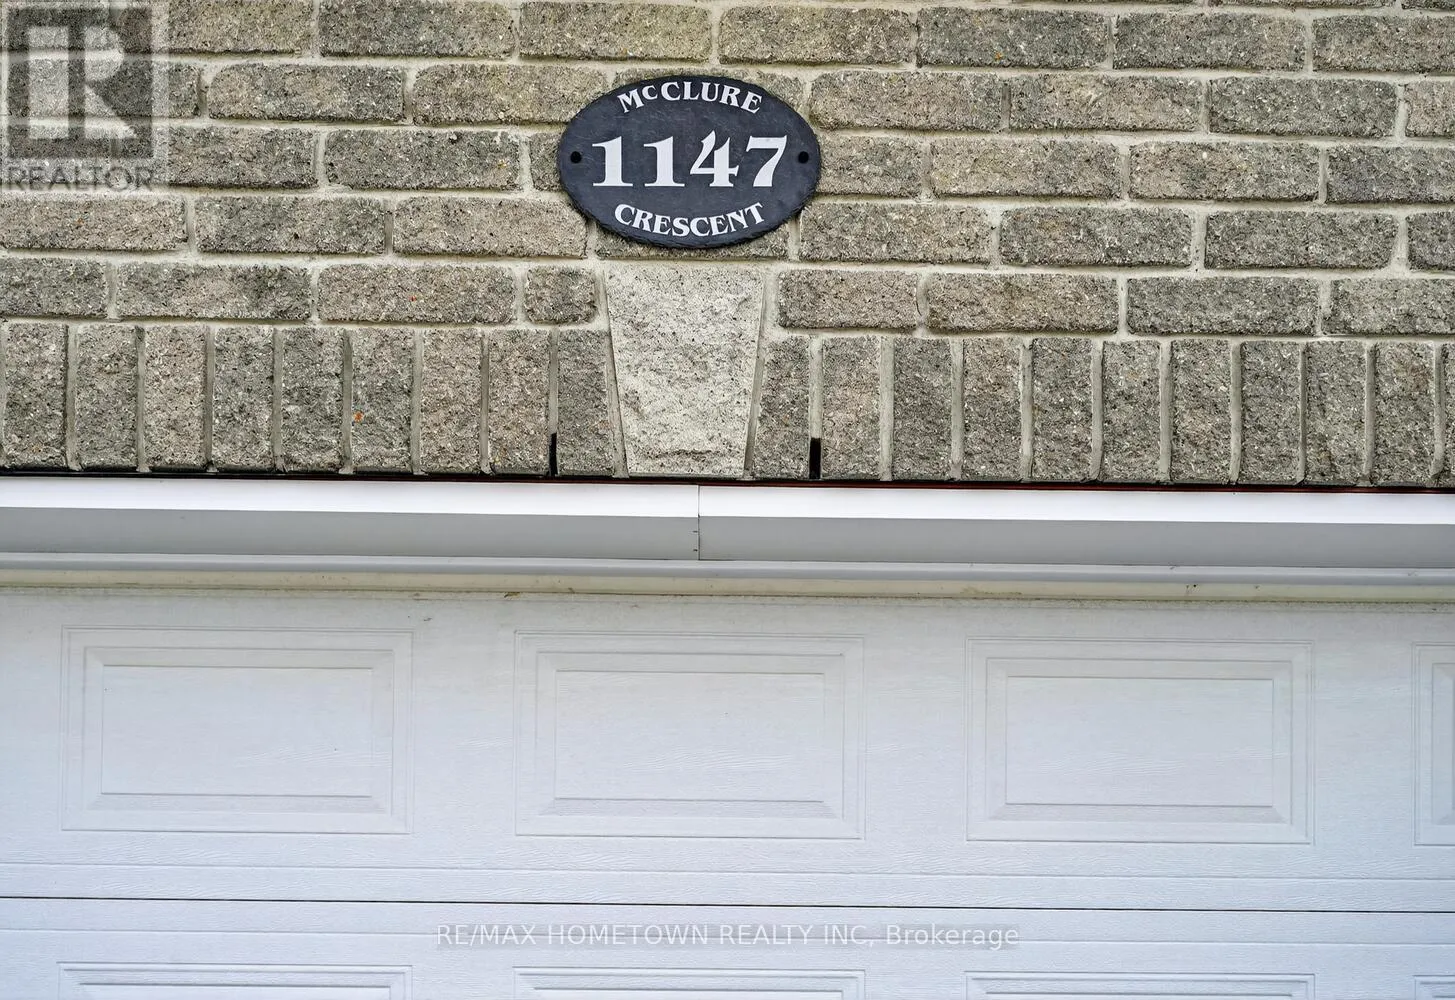 McCLURE
1147
CRESCENT
R
REALTOR
RE/MAX HOMETOWN REALTY INC, Brokerage